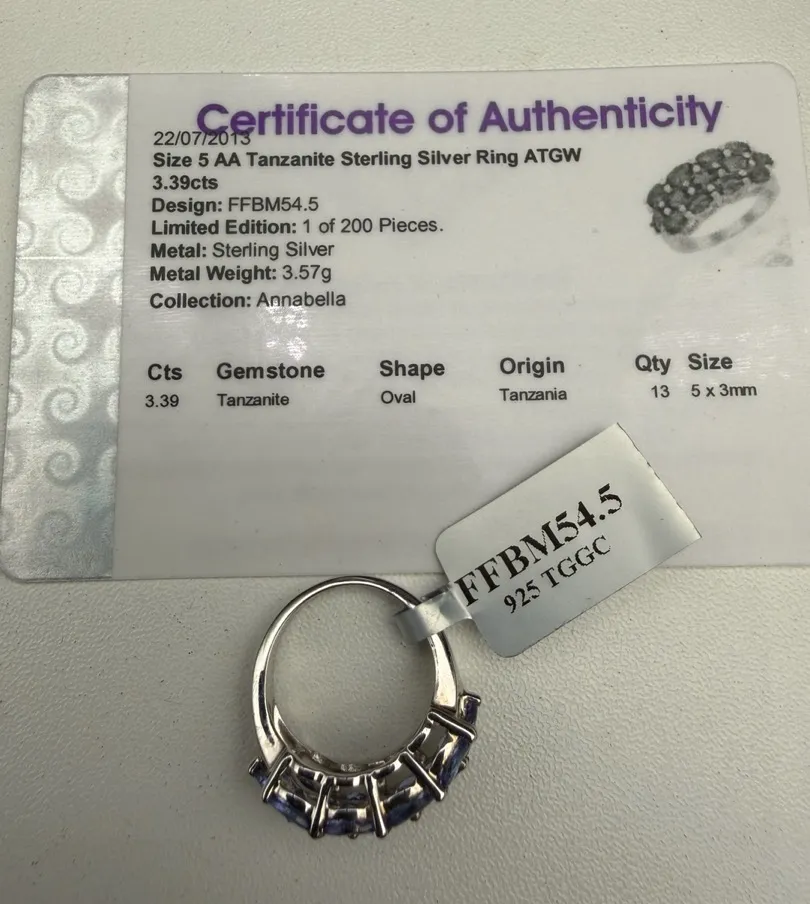 Certificate of Authenticity
22/07/2013
Size 5 AA Tanzanite Sterling Silver Ring ATGW
3.39cts
Design: FFBM54.5
Limited Edition: 1 of 200 Pieces.
Metal: Sterling Silver
Metal Weight: 3.57g
Collection: Annabella
Cts Gemstone Shape Origin Qty Size
3.39 Tanzanite Oval Tanzania 13 5 x 3mm
FFBM54.5
925 TGGC